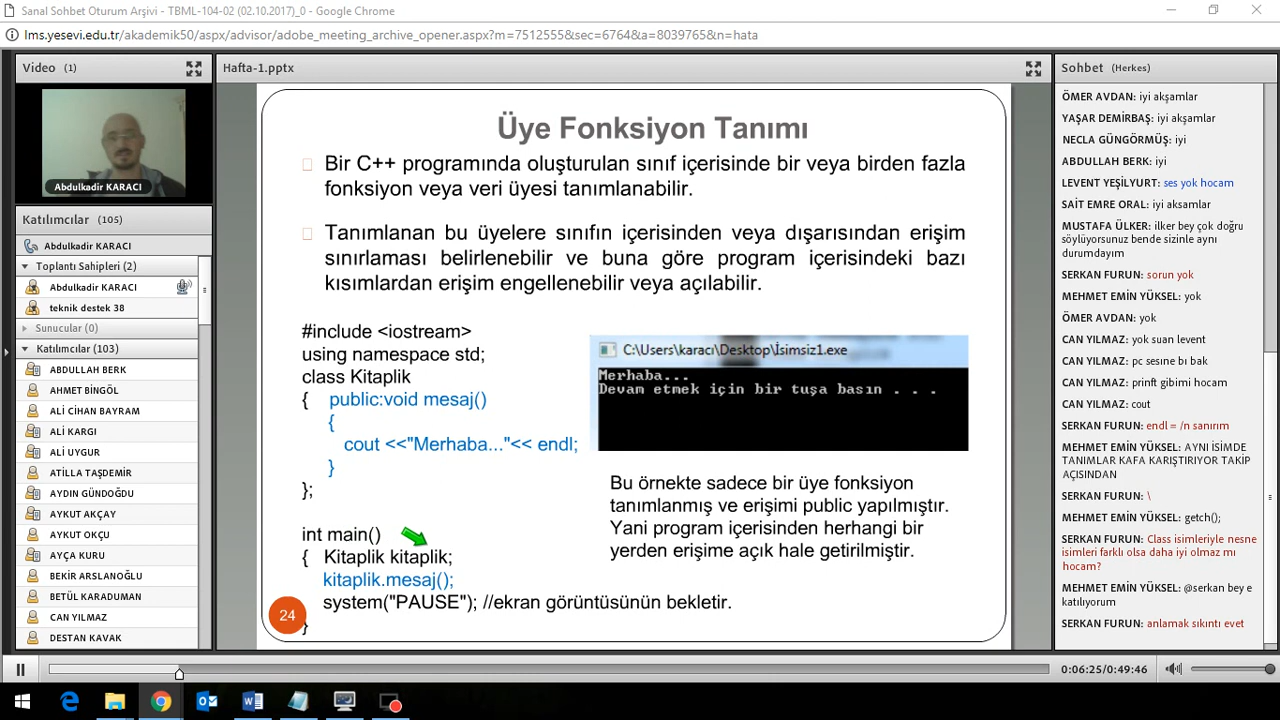 Sanal Sohbet Oturum Arşivi - TBML-104-02 (02.10.2017)_0 - Google Chrome
lms.yesevi.edu.tr/akademik50/aspx/advisor/adobe_meeting_archive_opener.aspx?m=7512555&sec=6764&a=8039765&n=hata
Video (1)
Abdulkadir KARACI
Katılımcılar (105)
Abdulkadir KARACI
Toplantı Sahipleri (2)
Abdulkadir KARACI
teknik destek 38
Sunucular (0)
Katılımcılar (103)
ABDULLAH BERK
AHMET BİNGÖL
ALİ CİHAN BAYRAM
ALİ KARGI
ALİ UYGUR
ATİLLA TAŞDEMİR
AYDIN GÜNDOĞDU
AYKUT AKÇAY
AYKUT OKÇU
AYÇA KURU
BEKİR ARSLANOĞLU
BETÜL KARADUMAN
CAN YILMAZ
DESTAN KAVAK
Hafta-1.pptx
Üye Fonksiyon Tanımı
Bir C++ programında oluşturulan sınıf içerisinde bir veya birden fazla
fonksiyon veya veri üyesi tanımlanabilir.
Tanımlanan bu üyelere sınıfın içerisinden veya dışarısından erişim
sınırlaması belirlenebilir ve buna göre program içerisindeki bazı
kısımlardan erişim engellenebilir veya açılabilir.
#include <iostream>
using namespace std;
class Kitaplik
{ public:void mesaj()
{
cout <<"Merhaba..."<< endl;
}
};
int main()
{ Kitaplik kitaplik;
kitaplik.mesaj();
system("PAUSE"); //ekran görüntüsünün bekletir.
}
24
C:\Users\karacı\Desktop\İsimsiz1.exe
Merhaba...
Devam etmek için bir tuşa basın . . .
Bu örnekte sadece bir üye fonksiyon
tanımlanmış ve erişimi public yapılmıştır.
Yani program içerisinden herhangi bir
yerden erişime açık hale getirilmiştir.
Sohbet (Herkes)
ÖMER AVDAN: iyi akşamlar
YAŞAR DEMİRBAŞ: iyi akşamlar
NECLA GÜNGÖRMÜŞ: iyi
ABDULLAH BERK: iyi
LEVENT YEŞİLYURT: ses yok hocam
SAİT EMRE ORAL: iyi aksamlar
MUSTAFA ÜLKER: ilker bey çok doğru
söylüyorsunuz bende sizinle aynı
durumdayım
SERKAN FURUN: sorun yok
MEHMET EMİN YÜKSEL: yok
ÖMER AVDAN: yok
CAN YILMAZ: yok suan levent
CAN YILMAZ: pc sesıne bı bak
CAN YILMAZ: prinft gibimi hocam
CAN YILMAZ: cout
SERKAN FURUN: endl = /n sanırım
MEHMET EMİN YÜKSEL: AYNI İSİMDE
TANIMLAR KAFA KARIŞTIRIYOR TAKİP
AÇISINDAN
SERKAN FURUN: \
MEHMET EMİN YÜKSEL: getch();
SERKAN FURUN: Class isimleriyle nesne
isimleri farklı olsa daha iyi olmaz mı
hocam?
MEHMET EMİN YÜKSEL: @serkan bey e
katılıyorum
SERKAN FURUN: anlamak sıkıntı evet
0:06:25/0:49:46